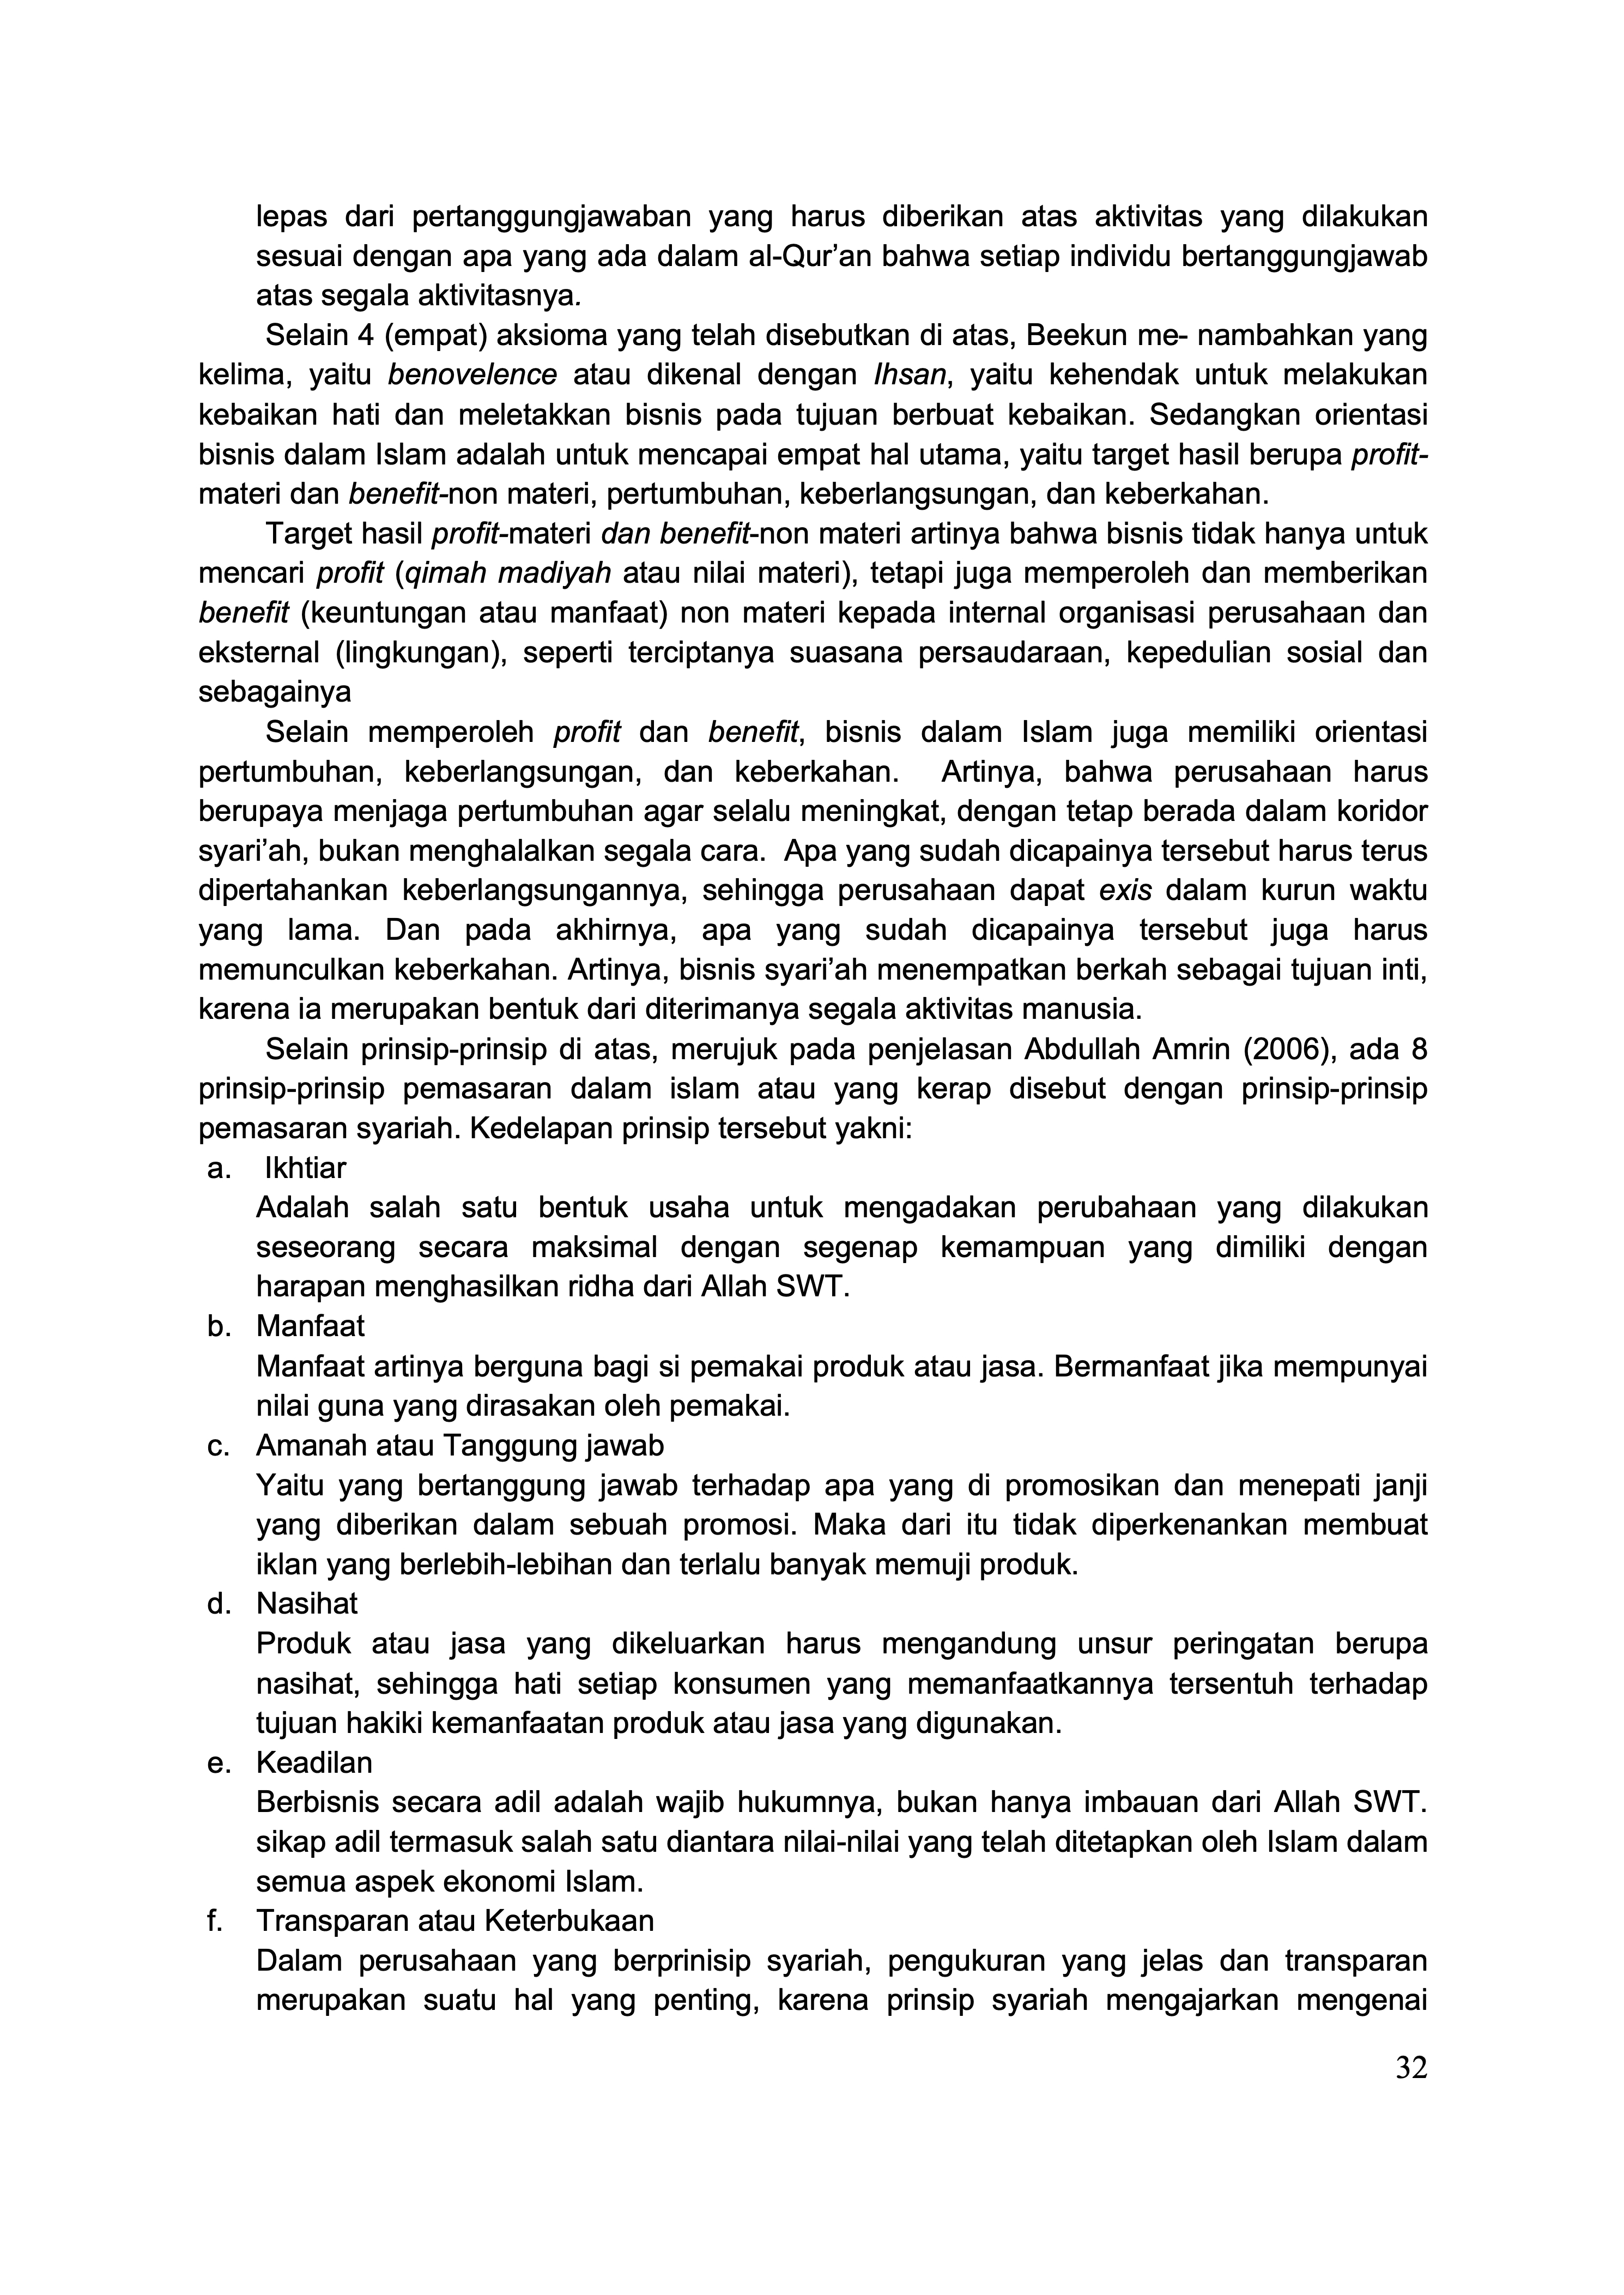 lepas dari pertanggungjawaban yang harus diberikan atas aktivitas yang dilakukan
sesuai dengan apa yang ada dalam al-Qur’an bahwa setiap individu bertanggungjawab
atas segala aktivitasnya.
Selain 4 (empat) aksioma yang telah disebutkan di atas, Beekun me- nambahkan yang
kelima, yaitu benovelence atau dikenal dengan Ihsan, yaitu kehendak untuk melakukan
kebaikan hati dan meletakkan bisnis pada tujuan berbuat kebaikan. Sedangkan orientasi
bisnis dalam Islam adalah untuk mencapai empat hal utama, yaitu target hasil berupa profit-
materi dan benefit-non materi, pertumbuhan, keberlangsungan, dan keberkahan.
Target hasil profit-materi dan benefit-non materi artinya bahwa bisnis tidak hanya untuk
mencari profit (qimah madiyah atau nilai materi), tetapi juga memperoleh dan memberikan
benefit (keuntungan atau manfaat) non materi kepada internal organisasi perusahaan dan
eksternal (lingkungan), seperti terciptanya suasana persaudaraan, kepedulian sosial dan
sebagainya
Selain memperoleh profit dan benefit, bisnis dalam Islam juga memiliki orientasi
pertumbuhan, keberlangsungan, dan keberkahan.  Artinya, bahwa perusahaan harus
berupaya menjaga pertumbuhan agar selalu meningkat, dengan tetap berada dalam koridor
syari’ah, bukan menghalalkan segala cara.  Apa yang sudah dicapainya tersebut harus terus
dipertahankan keberlangsungannya, sehingga perusahaan dapat exis dalam kurun waktu
yang lama. Dan pada akhirnya, apa yang sudah dicapainya tersebut juga harus
memunculkan keberkahan. Artinya, bisnis syari’ah menempatkan berkah sebagai tujuan inti,
karena ia merupakan bentuk dari diterimanya segala aktivitas manusia.
Selain prinsip-prinsip di atas, merujuk pada penjelasan Abdullah Amrin (2006), ada 8
prinsip-prinsip pemasaran dalam islam atau yang kerap disebut dengan prinsip-prinsip
pemasaran syariah. Kedelapan prinsip tersebut yakni:
a. Ikhtiar
Adalah salah satu bentuk usaha untuk mengadakan perubahaan yang dilakukan
seseorang secara maksimal dengan segenap kemampuan yang dimiliki dengan
harapan menghasilkan ridha dari Allah SWT.
b. Manfaat
Manfaat artinya berguna bagi si pemakai produk atau jasa. Bermanfaat jika mempunyai
nilai guna yang dirasakan oleh pemakai.
c. Amanah atau Tanggung jawab
Yaitu yang bertanggung jawab terhadap apa yang di promosikan dan menepati janji
yang diberikan dalam sebuah promosi. Maka dari itu tidak diperkenankan membuat
iklan yang berlebih-lebihan dan terlalu banyak memuji produk.
d. Nasihat
Produk atau jasa yang dikeluarkan harus mengandung unsur peringatan berupa
nasihat, sehingga hati setiap konsumen yang memanfaatkannya tersentuh terhadap
tujuan hakiki kemanfaatan produk atau jasa yang digunakan.
e. Keadilan
Berbisnis secara adil adalah wajib hukumnya, bukan hanya imbauan dari Allah SWT.
sikap adil termasuk salah satu diantara nilai-nilai yang telah ditetapkan oleh Islam dalam
semua aspek ekonomi Islam.
f. Transparan atau Keterbukaan
Dalam perusahaan yang berprinisip syariah, pengukuran yang jelas dan transparan
merupakan suatu hal yang penting, karena prinsip syariah mengajarkan mengenai
32